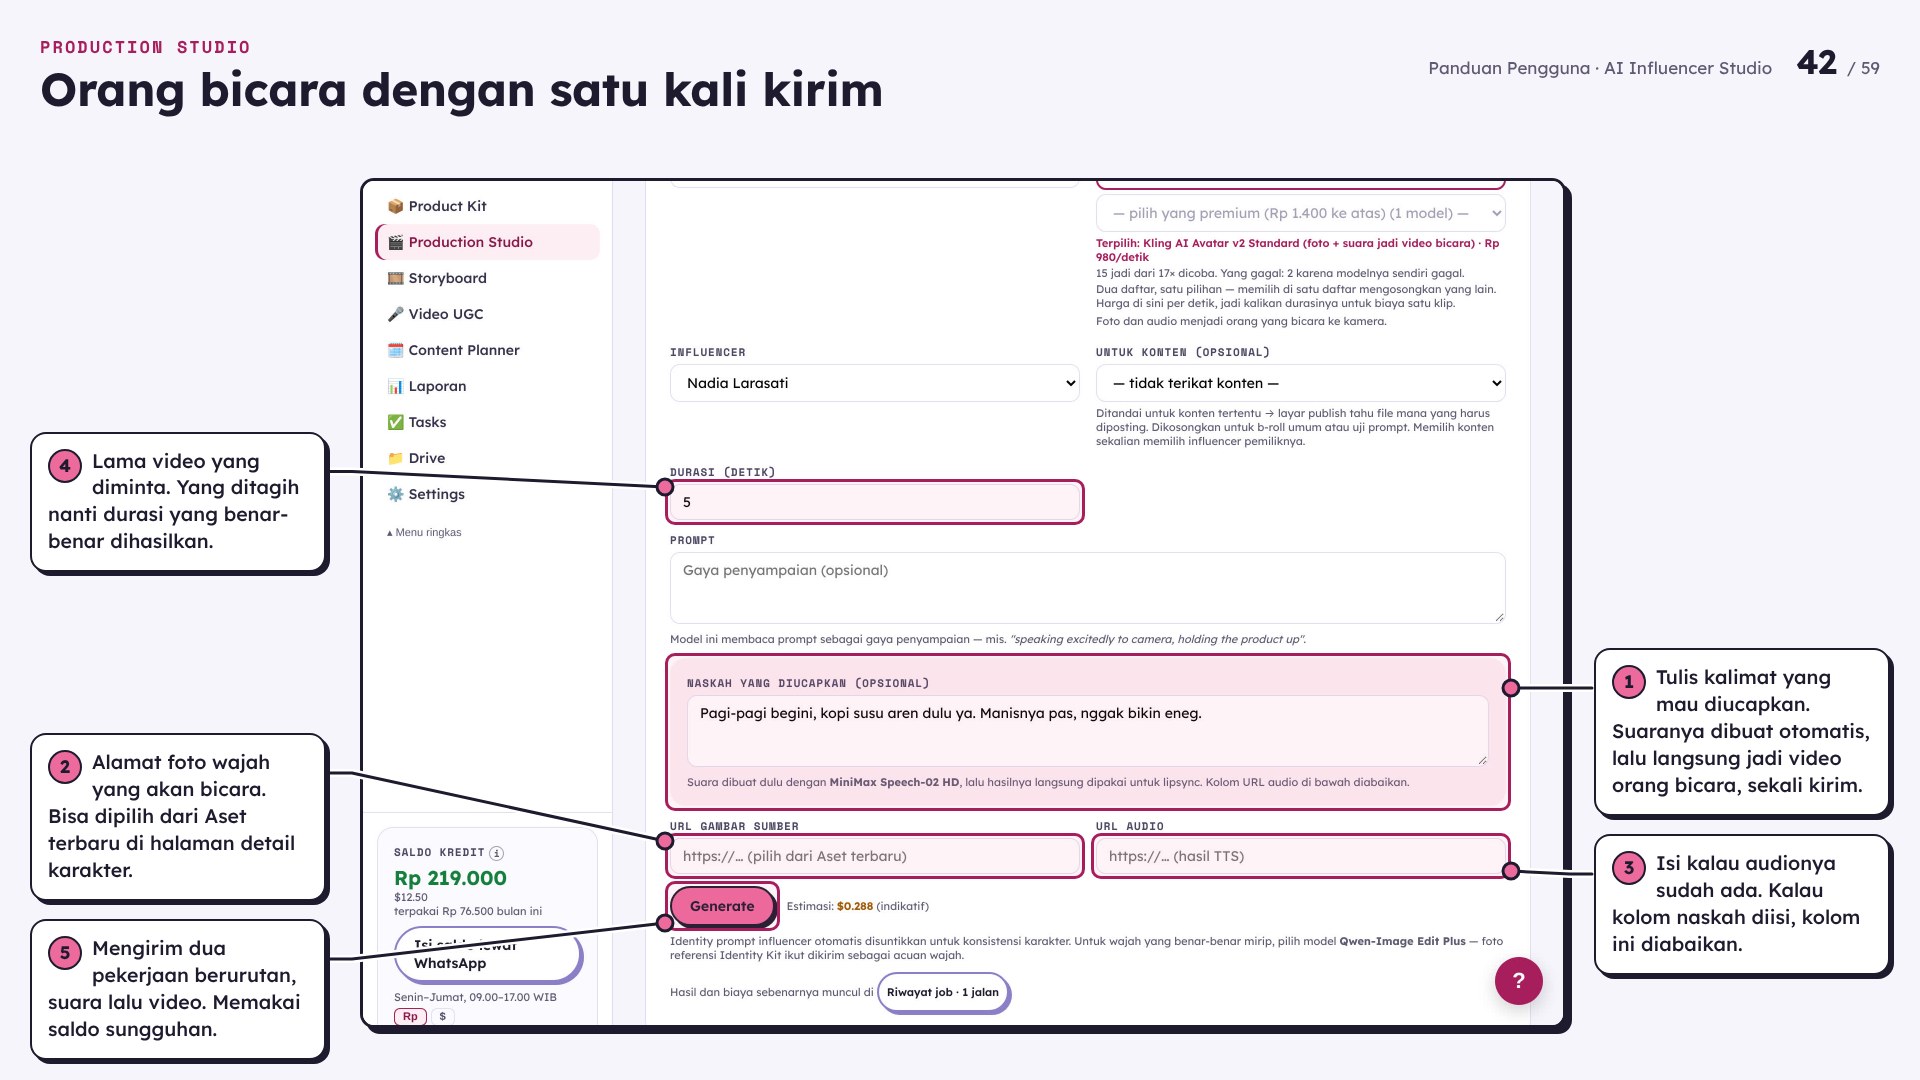 PRODUCTION STUDIO
Orang bicara dengan satu kali kirim
Panduan Pengguna · AI Influencer Studio 42 / 59
📦 Product Kit
🎬 Production Studio
🎞️ Storyboard
🎤 Video UGC
🗓️ Content Planner
📊 Laporan
✅ Tasks
📁 Drive
⚙️ Settings
▴ Menu ringkas
SALDO KREDIT i
Rp 219.000
$12.50
terpakai Rp 76.500 bulan ini
Isi saldo lewat
WhatsApp
Senin–Jumat, 09.00–17.00 WIB
Rp $
— pilih yang premium (Rp 1.400 ke atas) (1 model) —
Terpilih: Kling AI Avatar v2 Standard (foto + suara jadi video bicara) · Rp
980/detik
15 jadi dari 17× dicoba. Yang gagal: 2 karena modelnya sendiri gagal.
Dua daftar, satu pilihan — memilih di satu daftar mengosongkan yang lain.
Harga di sini per detik, jadi kalikan durasinya untuk biaya satu klip.
Foto dan audio menjadi orang yang bicara ke kamera.
INFLUENCER
Nadia Larasati
UNTUK KONTEN (OPSIONAL)
— tidak terikat konten —
Ditandai untuk konten tertentu → layar publish tahu file mana yang harus
diposting. Dikosongkan untuk b-roll umum atau uji prompt. Memilih konten
sekalian memilih influencer pemiliknya.
DURASI (DETIK)
5
PROMPT
Gaya penyampaian (opsional)
Model ini membaca prompt sebagai gaya penyampaian — mis. "speaking excitedly to camera, holding the product up".
NASKAH YANG DIUCAPKAN (OPSIONAL)
Pagi-pagi begini, kopi susu aren dulu ya. Manisnya pas, nggak bikin eneg.
Suara dibuat dulu dengan MiniMax Speech-02 HD, lalu hasilnya langsung dipakai untuk lipsync. Kolom URL audio di bawah diabaikan.
URL GAMBAR SUMBER
https://… (pilih dari Aset terbaru)
URL AUDIO
https://… (hasil TTS)
Generate
Estimasi: $0.288 (indikatif)
Identity prompt influencer otomatis disuntikkan untuk konsistensi karakter. Untuk wajah yang benar-benar mirip, pilih model Qwen-Image Edit Plus — foto
referensi Identity Kit ikut dikirim sebagai acuan wajah.
Hasil dan biaya sebenarnya muncul di Riwayat job · 1 jalan
?
4 Lama video yang
diminta. Yang ditagih
nanti durasi yang benar-
benar dihasilkan.
2 Alamat foto wajah
yang akan bicara.
Bisa dipilih dari Aset
terbaru di halaman detail
karakter.
5 Mengirim dua
pekerjaan berurutan,
suara lalu video. Memakai
saldo sungguhan.
1 Tulis kalimat yang
mau diucapkan.
Suaranya dibuat otomatis,
lalu langsung jadi video
orang bicara, sekali kirim.
3 Isi kalau audionya
sudah ada. Kalau
kolom naskah diisi, kolom
ini diabaikan.